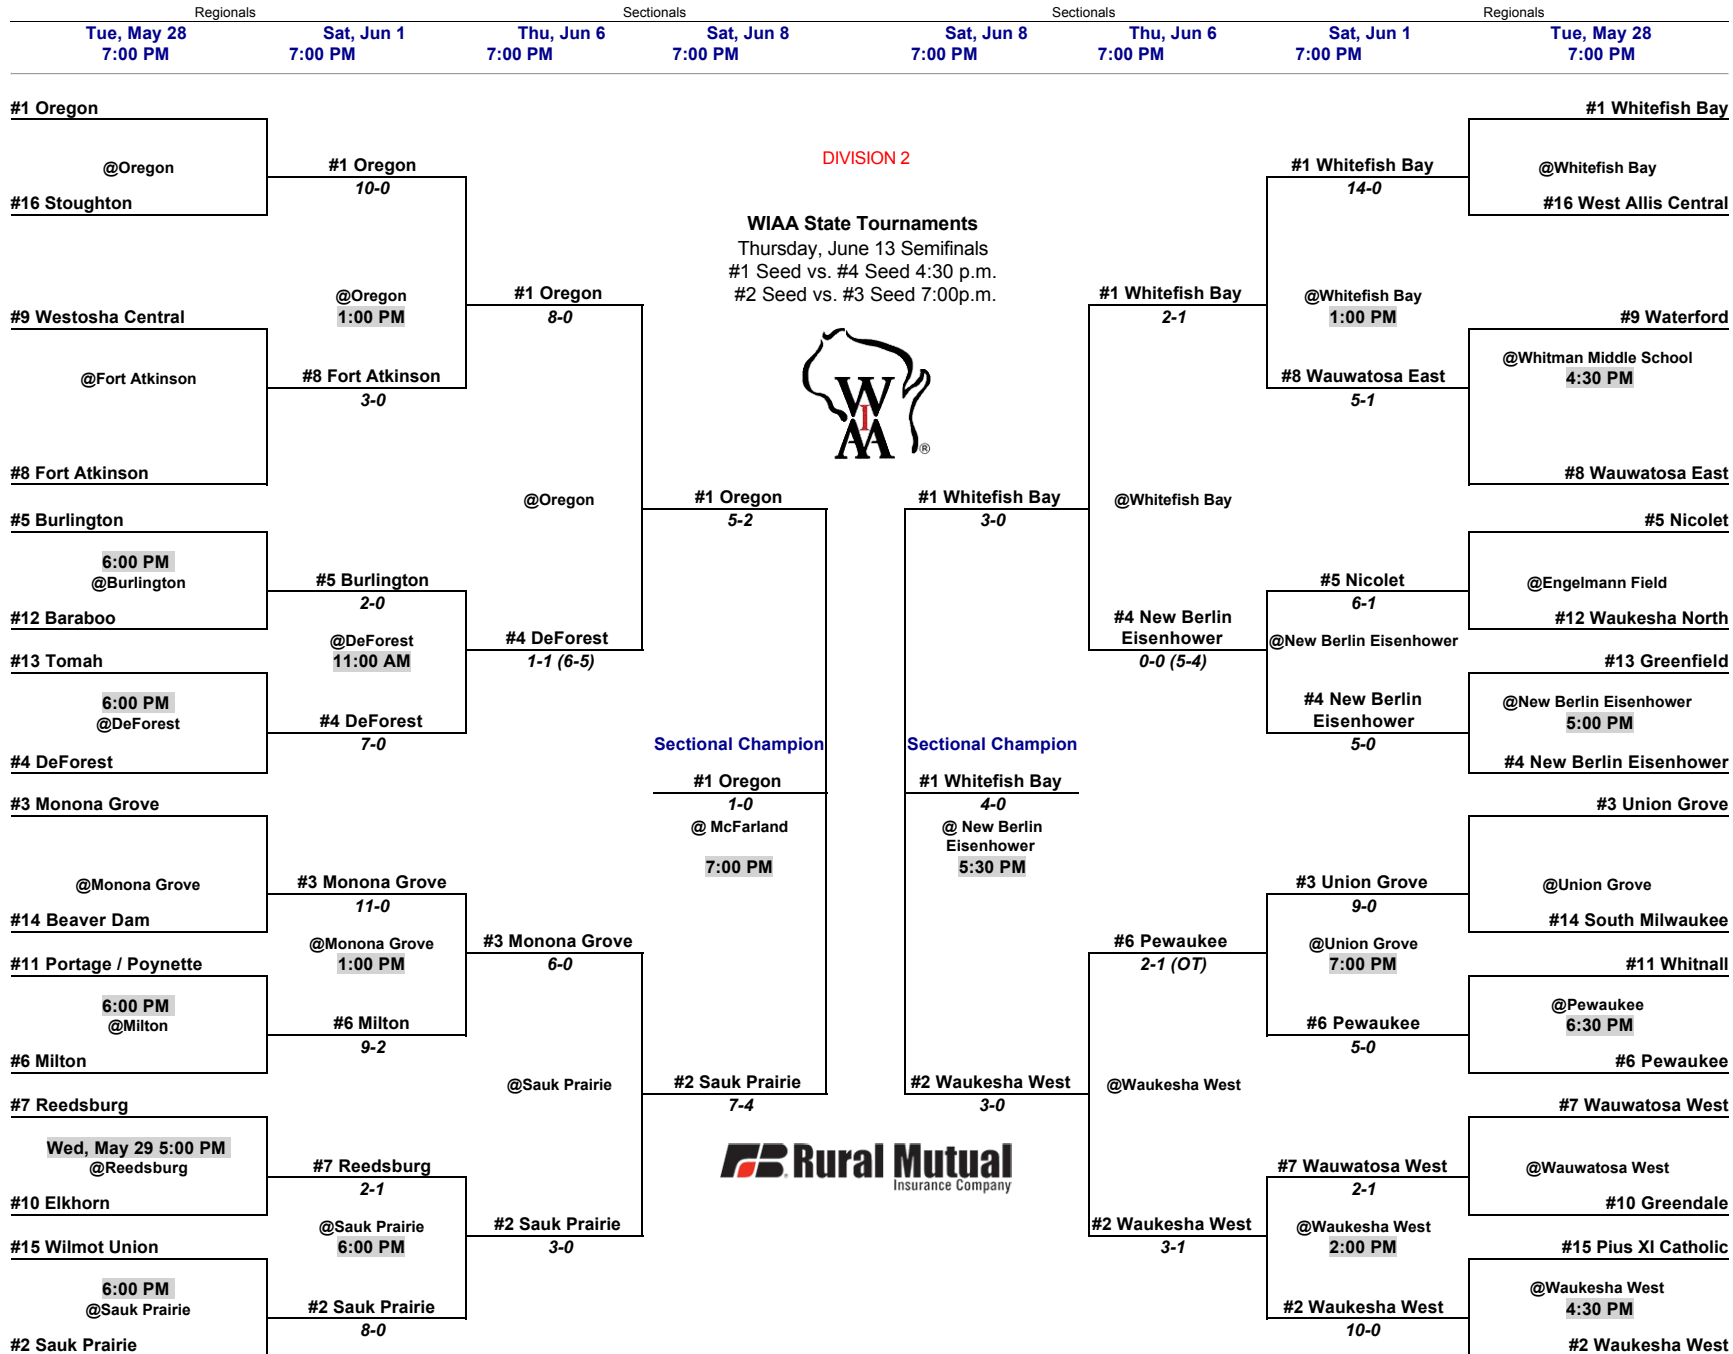 Regionals
Sectionals
Sectionals
Regionals
Tue, May 28
7:00 PM
Sat, Jun 1
7:00 PM
Thu, Jun 6
7:00 PM
Sat, Jun 8
7:00 PM
Sat, Jun 8
7:00 PM
Thu, Jun 6
7:00 PM
Sat, Jun 1
7:00 PM
Tue, May 28
7:00 PM
#1 Oregon
@Oregon
#16 Stoughton
#9 Westosha Central
@Fort Atkinson
#8 Fort Atkinson
#5 Burlington
6:00 PM
@Burlington
#12 Baraboo
#13 Tomah
6:00 PM
@DeForest
#4 DeForest
#3 Monona Grove
@Monona Grove
#14 Beaver Dam
#11 Portage / Poynette
6:00 PM
@Milton
#6 Milton
#7 Reedsburg
Wed, May 29 5:00 PM
@Reedsburg
#10 Elkhorn
#15 Wilmot Union
6:00 PM
@Sauk Prairie
#2 Sauk Prairie
#1 Oregon
10-0
@Oregon
1:00 PM
#8 Fort Atkinson
3-0
#5 Burlington
2-0
@DeForest
11:00 AM
#4 DeForest
7-0
#3 Monona Grove
11-0
@Monona Grove
1:00 PM
#6 Milton
9-2
#7 Reedsburg
2-1
@Sauk Prairie
6:00 PM
#2 Sauk Prairie
8-0
#1 Oregon
8-0
@Oregon
#4 DeForest
1-1 (6-5)
#3 Monona Grove
6-0
@Sauk Prairie
#2 Sauk Prairie
3-0
#1 Oregon
5-2
Sectional Champion
#1 Oregon
1-0
@ McFarland
7:00 PM
#2 Sauk Prairie
7-4
DIVISION 2
WIAA State Tournaments
Thursday, June 13 Semifinals
#1 Seed vs. #4 Seed 4:30 p.m.
#2 Seed vs. #3 Seed 7:00p.m.
W
I
AA
®
Rural Mutual
Insurance Company
#1 Whitefish Bay
3-0
Sectional Champion
#1 Whitefish Bay
4-0
@ New Berlin
Eisenhower
5:30 PM
#2 Waukesha West
3-0
#1 Whitefish Bay
2-1
@Whitefish Bay
#4 New Berlin
Eisenhower
0-0 (5-4)
#6 Pewaukee
2-1 (OT)
@Waukesha West
#2 Waukesha West
3-1
#1 Whitefish Bay
14-0
@Whitefish Bay
1:00 PM
#8 Wauwatosa East
5-1
#5 Nicolet
6-1
@New Berlin Eisenhower
#4 New Berlin
Eisenhower
5-0
#3 Union Grove
9-0
@Union Grove
7:00 PM
#6 Pewaukee
5-0
#7 Wauwatosa West
2-1
@Waukesha West
2:00 PM
#2 Waukesha West
10-0
#1 Whitefish Bay
@Whitefish Bay
#16 West Allis Central
#9 Waterford
@Whitman Middle School
4:30 PM
#8 Wauwatosa East
#5 Nicolet
@Engelmann Field
#12 Waukesha North
#13 Greenfield
@New Berlin Eisenhower
5:00 PM
#4 New Berlin Eisenhower
#3 Union Grove
@Union Grove
#14 South Milwaukee
#11 Whitnall
@Pewaukee
6:30 PM
#6 Pewaukee
#7 Wauwatosa West
@Wauwatosa West
#10 Greendale
#15 Pius XI Catholic
@Waukesha West
4:30 PM
#2 Waukesha West